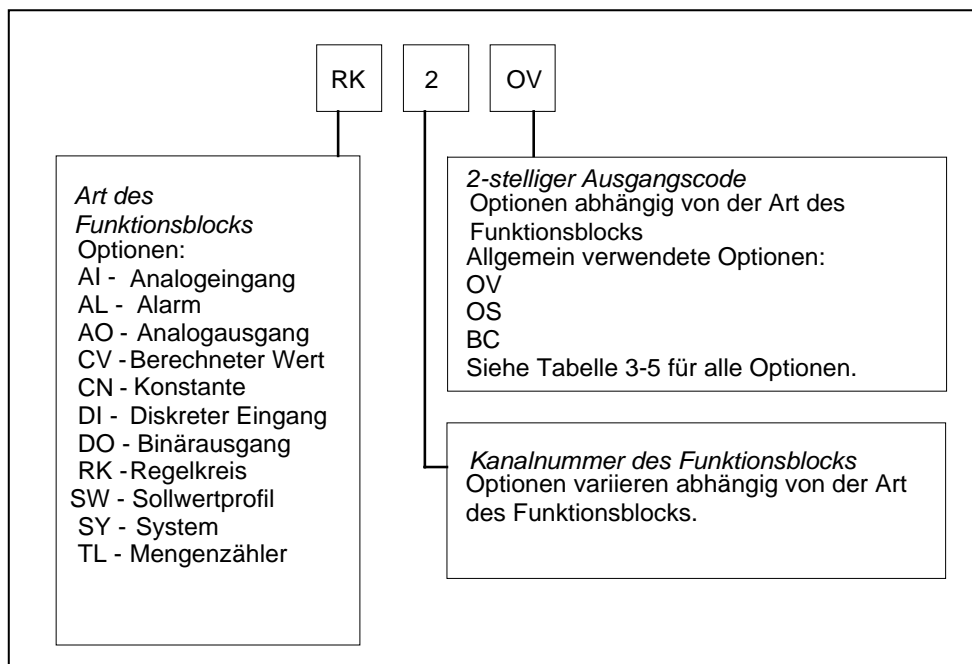 RK 2 OV
Art des
Funktionsblocks
Optionen:
AI - Analogeingang
AL - Alarm
AO - Analogausgang
CV - Berechneter Wert
CN - Konstante
DI - Diskreter Eingang
DO - Binärausgang
RK - Regelkreis
SW - Sollwertprofil
SY - System
TL - Mengenzähler
2-stelliger Ausgangscode
Optionen abhängig von der Art des
Funktionsblocks
Allgemein verwendete Optionen:
OV
OS
BC
Siehe Tabelle 3-5 für alle Optionen.
Kanalnummer des Funktionsblocks
Optionen variieren abhängig von der Art
des Funktionsblocks.